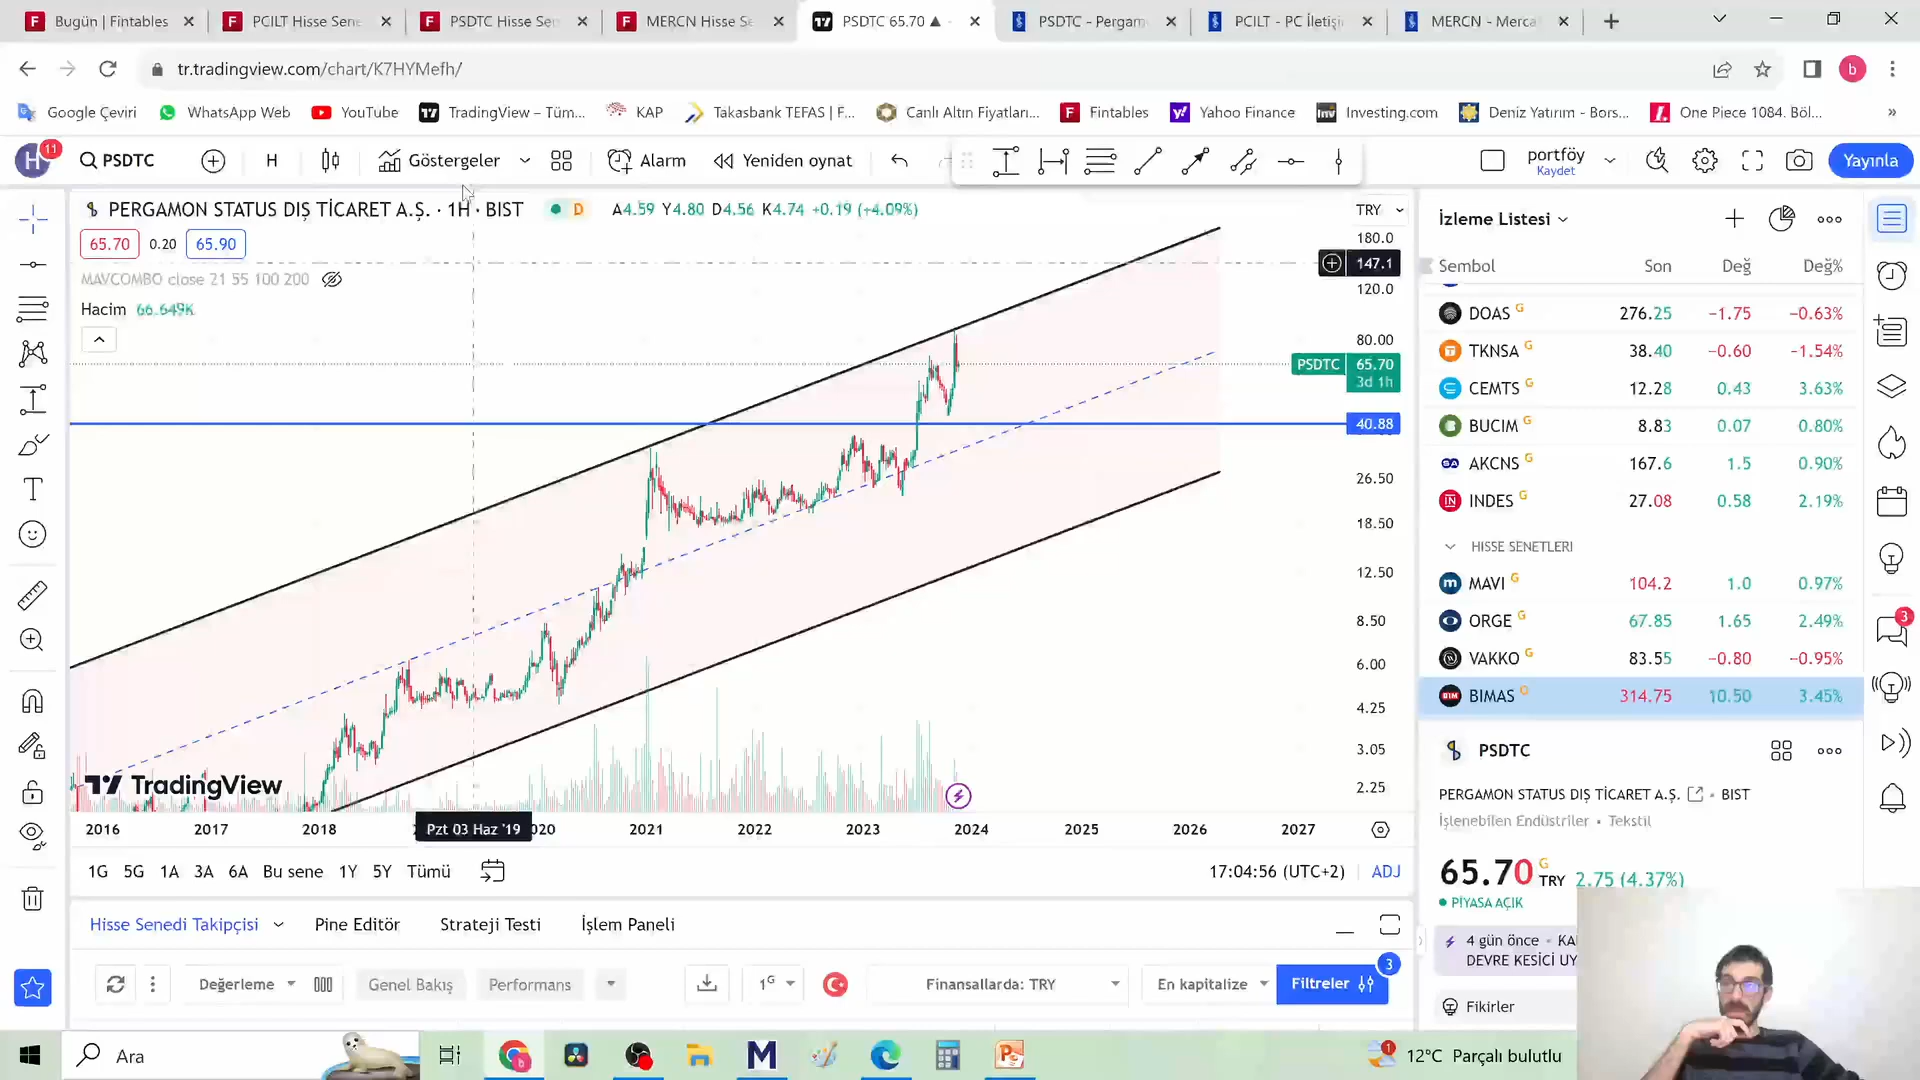 Bugün | Fintables
PCILT Hisse Sene
PSDTC Hisse Sen
MERCN Hisse Se
PSDTC 65.70 ▲
PSDTC - Pergam
PCILT - PC İletişi
MERCN - Merca
tr.tradingview.com/chart/K7HYMefh/
b
Google Çeviri
WhatsApp Web
YouTube
TradingView – Tüm...
KAP
Takasbank TEFAS | F...
Canlı Altın Fiyatları...
Fintables
Yahoo Finance
Investing.com
Deniz Yatırım - Bors...
One Piece 1084. Böl...
»
H 11
PSDTC
H
Göstergeler
Alarm
Yeniden oynat
portföy
Kaydet
Yayınla
PERGAMON STATUS DIŞ TİCARET A.Ş. · 1H · BIST
D
A4.59 Y4.80 D4.56 K4.74 +0.19 (+4.09%)
TRY
65.70 0.20 65.90
MAVCOMBO close 21 55 100 200
Hacim 66.649K
180.0
147.1
120.0
80.00
PSDTC 65.70
3d 1h
40.88
26.50
18.50
12.50
8.50
6.00
4.25
3.05
2.25
TradingView
2016 2017 2018 Pzt 03 Haz '19 020 2021 2022 2023 2024 2025 2026 2027
1G 5G 1A 3A 6A Bu sene 1Y 5Y Tümü
17:04:56 (UTC+2) ADJ
Hisse Senedi Takipçisi
Pine Editör
Strateji Testi
İşlem Paneli
Değerleme
Genel Bakış
Performans
1G
Finansallarda: TRY
En kapitalize
Filtreler
3
İzleme Listesi
Sembol Son Değ Değ%
DOAS G 276.25 −1.75 −0.63%
TKNSA G 38.40 −0.60 −1.54%
CEMTS G 12.28 0.43 3.63%
BUCIM G 8.83 0.07 0.80%
AKCNS G 167.6 1.5 0.90%
INDES G 27.08 0.58 2.19%
HISSE SENETLERI
MAVI G 104.2 1.0 0.97%
ORGE G 67.85 1.65 2.49%
VAKKO G 83.55 −0.80 −0.95%
BIMAS G 314.75 10.50 3.45%
3
PSDTC
PERGAMON STATUS DIŞ TİCARET A.Ş. • BIST
İşlenebilen Endüstriler • Tekstil
65.70 G TRY 2.75 (4.37%)
PİYASA AÇIK
4 gün önce • KA
DEVRE KESİCİ UY
Fikirler
Ara
1
12°C Parçalı bulutlu